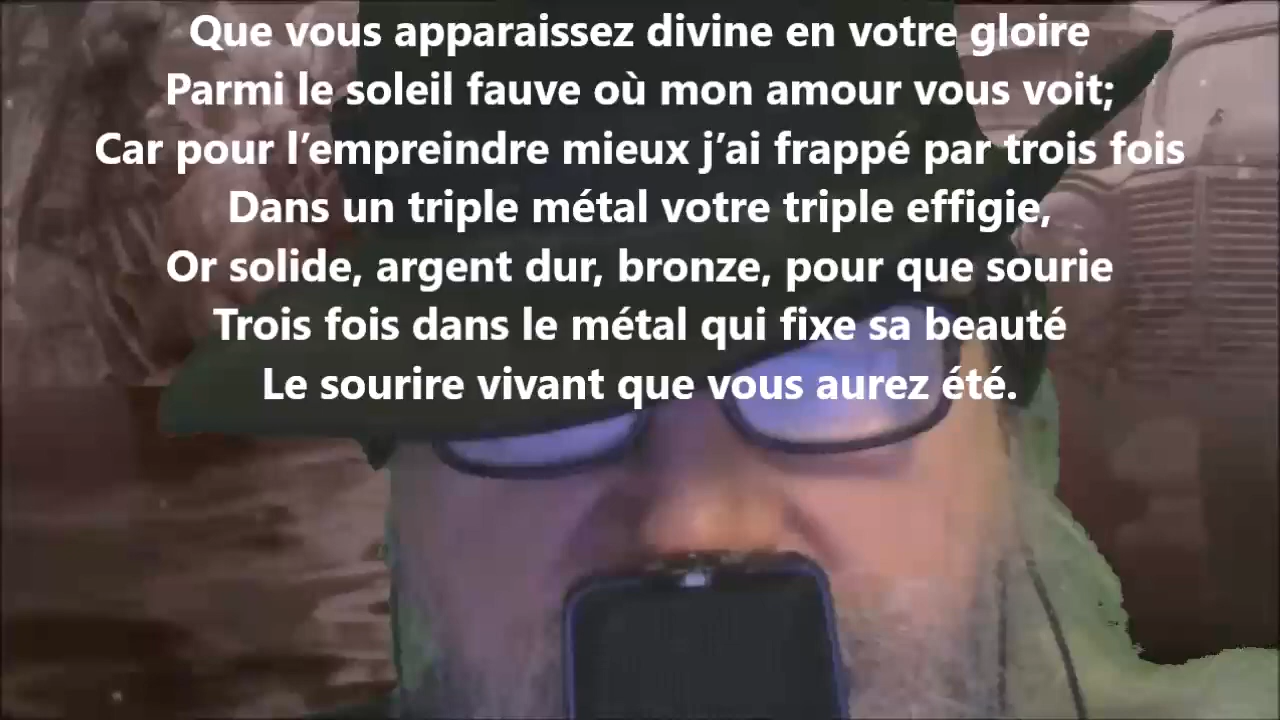 Que vous apparaissez divine en votre gloire
Parmi le soleil fauve où mon amour vous voit;
Car pour l’empreindre mieux j’ai frappé par trois fois
Dans un triple métal votre triple effigie,
Or solide, argent dur, bronze, pour que sourie
Trois fois dans le métal qui fixe sa beauté
Le sourire vivant que vous aurez été.